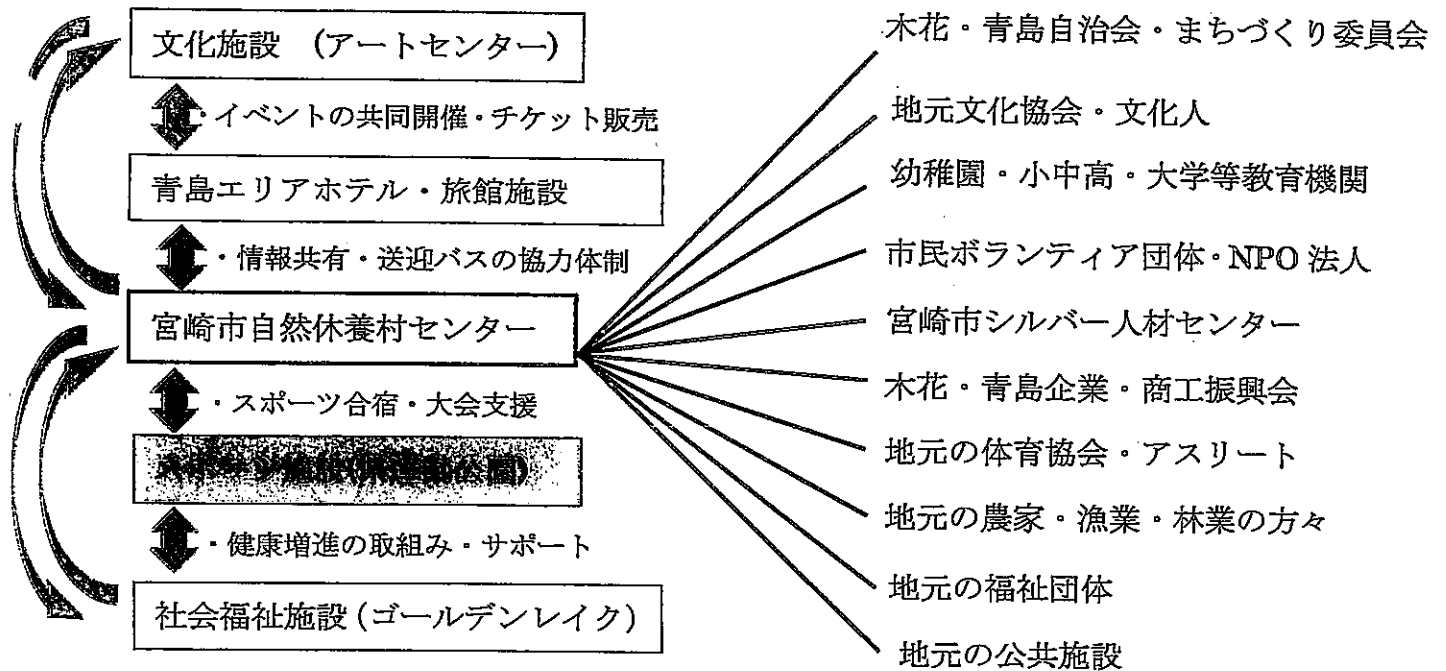 文化施設 (アートセンター)
・イベントの共同開催・チケット販売
青島エリアホテル・旅館施設
・情報共有・送迎バスの協力体制
宮崎市自然休養村センター
・スポーツ合宿・大会支援
・健康増進の取組み・サポート
社会福祉施設 (ゴールデンレイク)
木花・青島自治会・まちづくり委員会
地元文化協会・文化人
幼稚園・小中高・大学等教育機関
市民ボランティア団体・NPO 法人
宮崎市シルバー人材センター
木花・青島企業・商工振興会
地元の体育協会・アスリート
地元の農家・漁業・林業の方々
地元の福祉団体
地元の公共施設